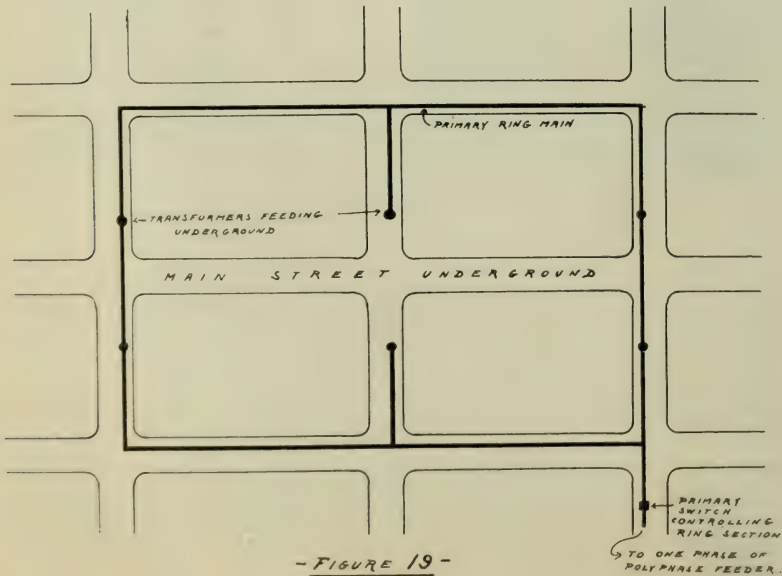 PRIMARY RING MAIN
TRANSFORMERS FEEDING
UNDERGROUND
MAIN STREET UNDERGROUND
PRIMARY
SWITCH
CONTROLLING
RING SECTION
TO ONE PHASE OF
POLYPHASE FEEDER
- FIGURE 19 -